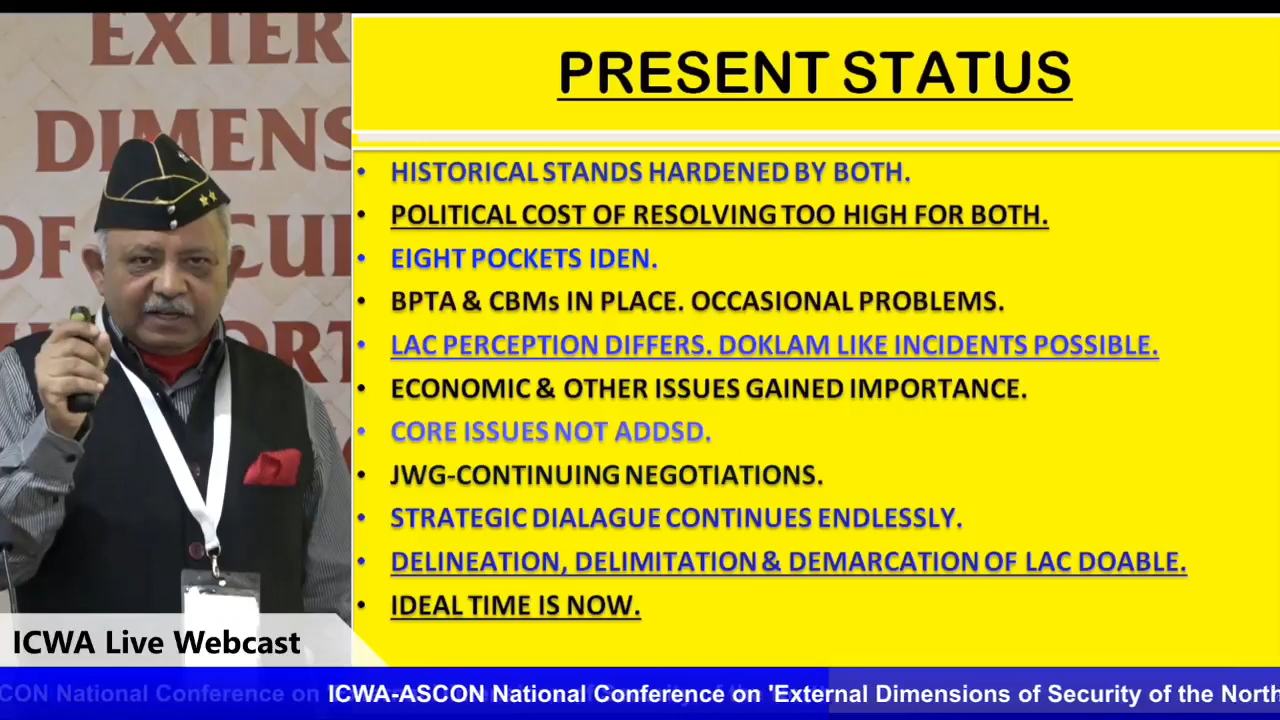 EXTER
DIMENS
OF CU
ORT
PRESENT STATUS
• HISTORICAL STANDS HARDENED BY BOTH.
• POLITICAL COST OF RESOLVING TOO HIGH FOR BOTH.
• EIGHT POCKETS IDEN.
• BPTA & CBMs IN PLACE. OCCASIONAL PROBLEMS.
• LAC PERCEPTION DIFFERS. DOKLAM LIKE INCIDENTS POSSIBLE.
• ECONOMIC & OTHER ISSUES GAINED IMPORTANCE.
• CORE ISSUES NOT ADDSD.
• JWG-CONTINUING NEGOTIATIONS.
• STRATEGIC DIALAGUE CONTINUES ENDLESSLY.
• DELINEATION, DELIMITATION & DEMARCATION OF LAC DOABLE.
• IDEAL TIME IS NOW.
ICWA Live Webcast
CON National Conference on ICWA-ASCON National Conference on 'External Dimensions of Security of the North